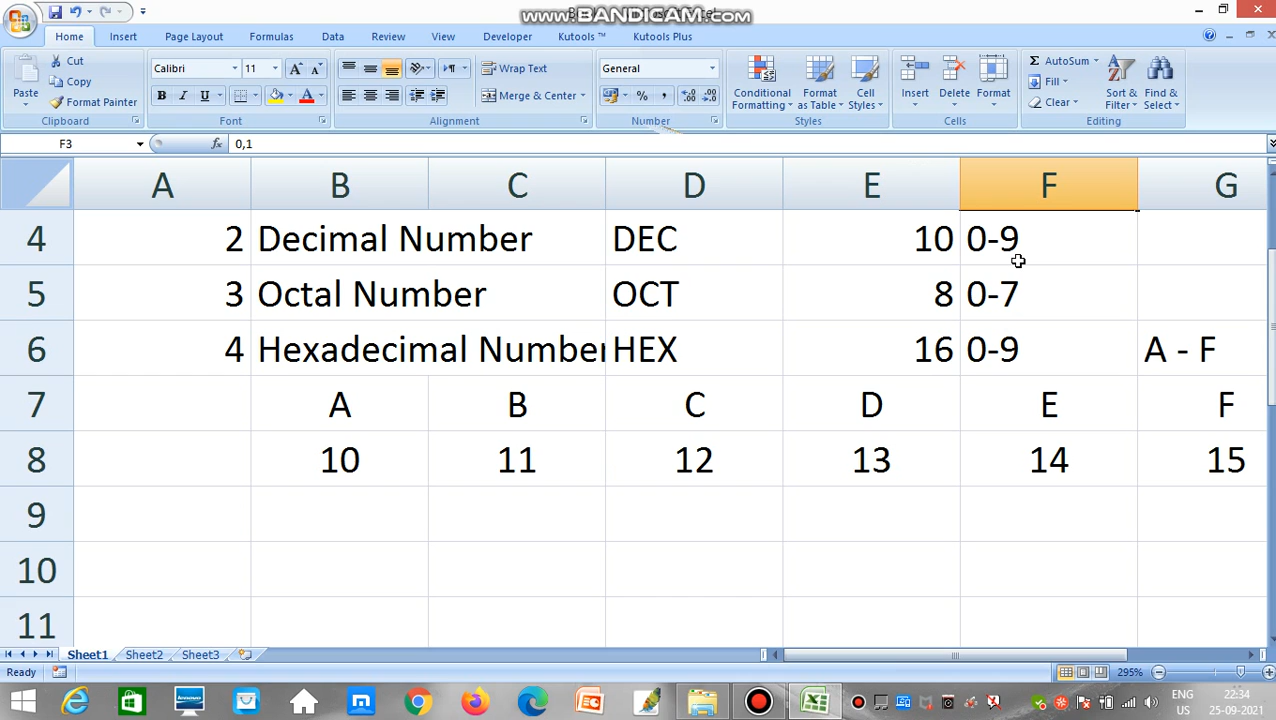 www.BANDICAM.com
Home Insert Page Layout Formulas Data Review View Developer Kutools ™ Kutools Plus
Cut
Copy
Format Painter
Paste
Clipboard
Calibri 11
Font
Wrap Text
Merge & Center
Alignment
General
Number
Conditional Formatting
Format as Table
Cell Styles
Styles
Insert Delete Format
Cells
AutoSum
Fill
Clear
Sort & Filter
Find & Select
Editing
F3 fx 0,1
A B C D E F G
4 2 Decimal Number DEC 10 0-9
5 3 Octal Number OCT 8 0-7
6 4 Hexadecimal Number HEX 16 0-9 A - F
7 A B C D E F
8 10 11 12 13 14 15
9
10
11
Sheet1 Sheet2 Sheet3
Ready 295%
ENG 22:34
US 25-09-2021